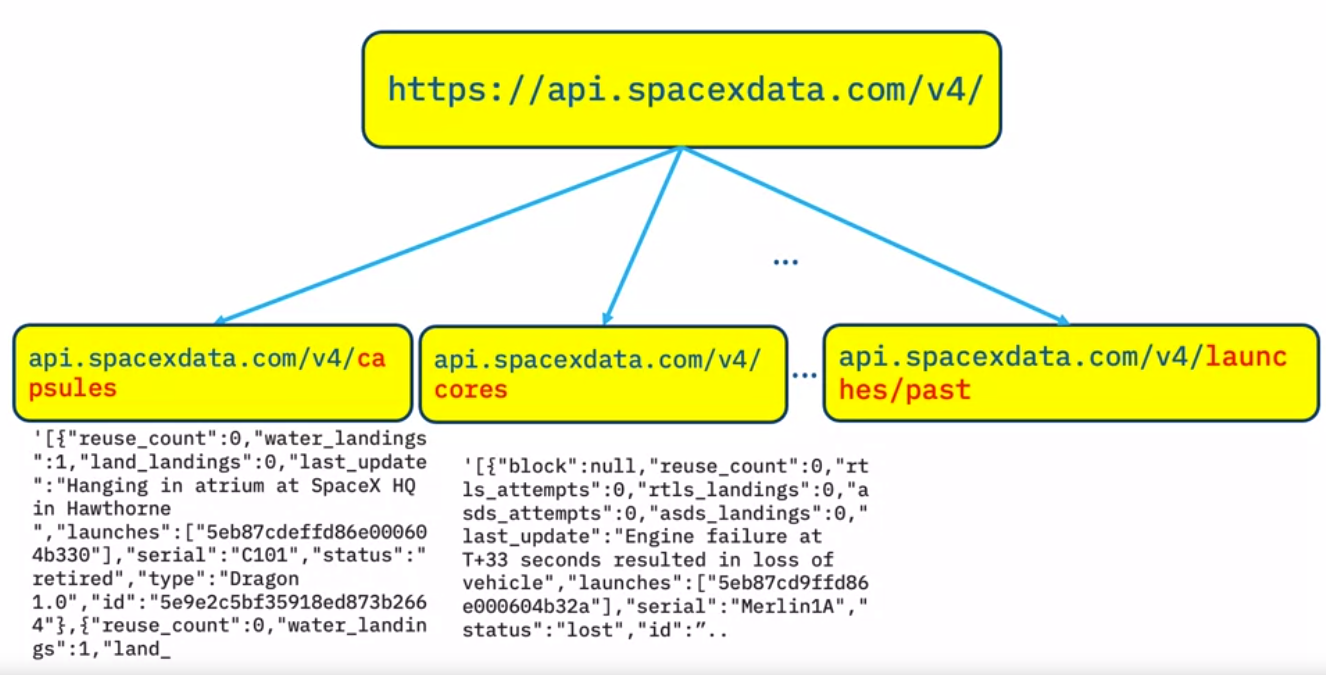 https://api.spacexdata.com/v4/
...
api.spacexdata.com/v4/ca
psules
api.spacexdata.com/v4/
cores
...
api.spacexdata.com/v4/launc
hes/past
'[{"reuse_count":0,"water_landings
":1,"land_landings":0,"last_update
":"Hanging in atrium at SpaceX HQ
in Hawthorne
","launches":["5eb87cdeffd86e00060
4b330"],"serial":"C101","status":"
retired","type":"Dragon
1.0","id":"5e9e2c5bf35918ed873b266
4"},{"reuse_count":0,"water_landin
gs":1,"land_
'[{"block":null,"reuse_count":0,"rt
ls_attempts":0,"rtls_landings":0,"a
sds_attempts":0,"asds_landings":0,"
last_update":"Engine failure at
T+33 seconds resulted in loss of
vehicle","launches":["5eb87cd9ffd86
e000604b32a"],"serial":"Merlin1A","
status":"lost","id":”..